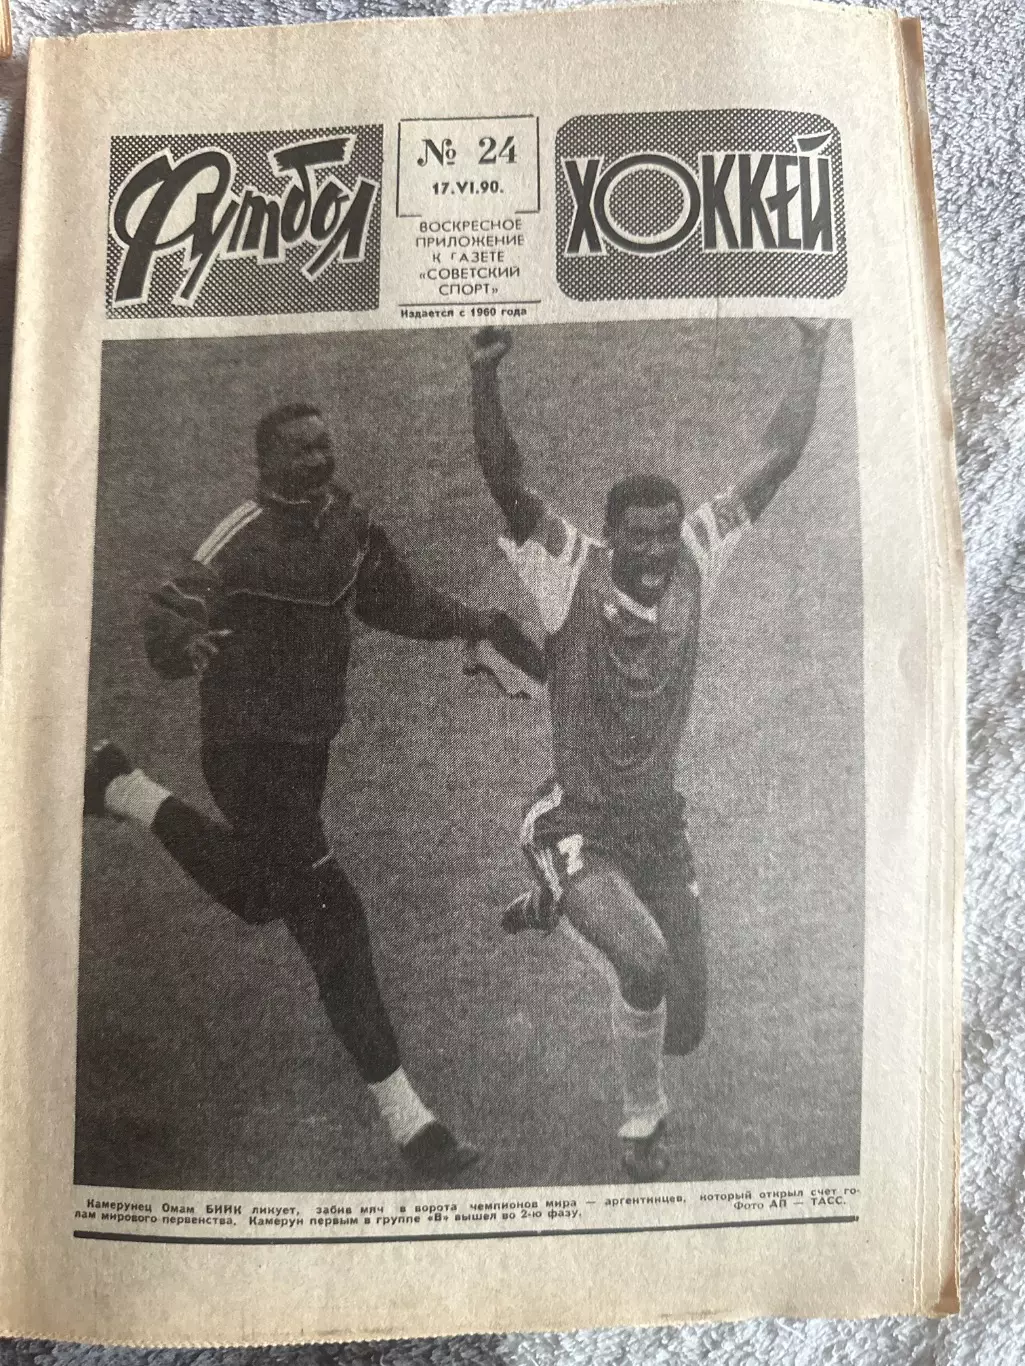 Футбол
№ 24
17.VI.90.
ВОСКРЕСНОЕ
ПРИЛОЖЕНИЕ
К ГАЗЕТЕ
«СОВЕТСКИЙ
СПОРТ»
Издается с 1960 года
ХОККЕЙ
Камерунец Омам БИИК ликует, забив мяч в ворота чемпионов мира — аргентинцев, который открыл счет го-
лам мирового первенства. Камерун первым в группе «В» вышел во 2-ю фазу.
Фото АП — ТАСС.